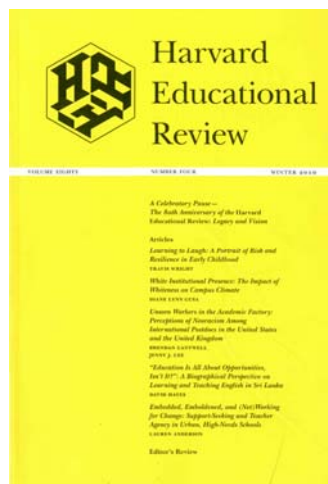 HER
Harvard
Educational
Review
VOLUME EIGHTY NUMBER FOUR WINTER 2010
A Celebratory Pause—
The 80th Anniversary of the Harvard
Educational Review: Legacy and Vision
Articles
Learning to Laugh: A Portrait of Risk and
Resilience in Early Childhood
TRAVIS WRIGHT
White Institutional Presence: The Impact of
Whiteness on Campus Climate
DIANE LYNN GUSA
Unseen Workers in the Academic Factory:
Perceptions of Neoracism Among
International Postdocs in the United States
and the United Kingdom
BRENDAN CANTWELL
JENNY J. LEE
"Education Is All About Opportunities,
Isn't It?": A Biographical Perspective on
Learning and Teaching English in Sri Lanka
DAVID HAYES
Embedded, Emboldened, and (Net)Working
for Change: Support-Seeking and Teacher
Agency in Urban, High-Needs Schools
LAUREN ANDERSON
Editor's Review